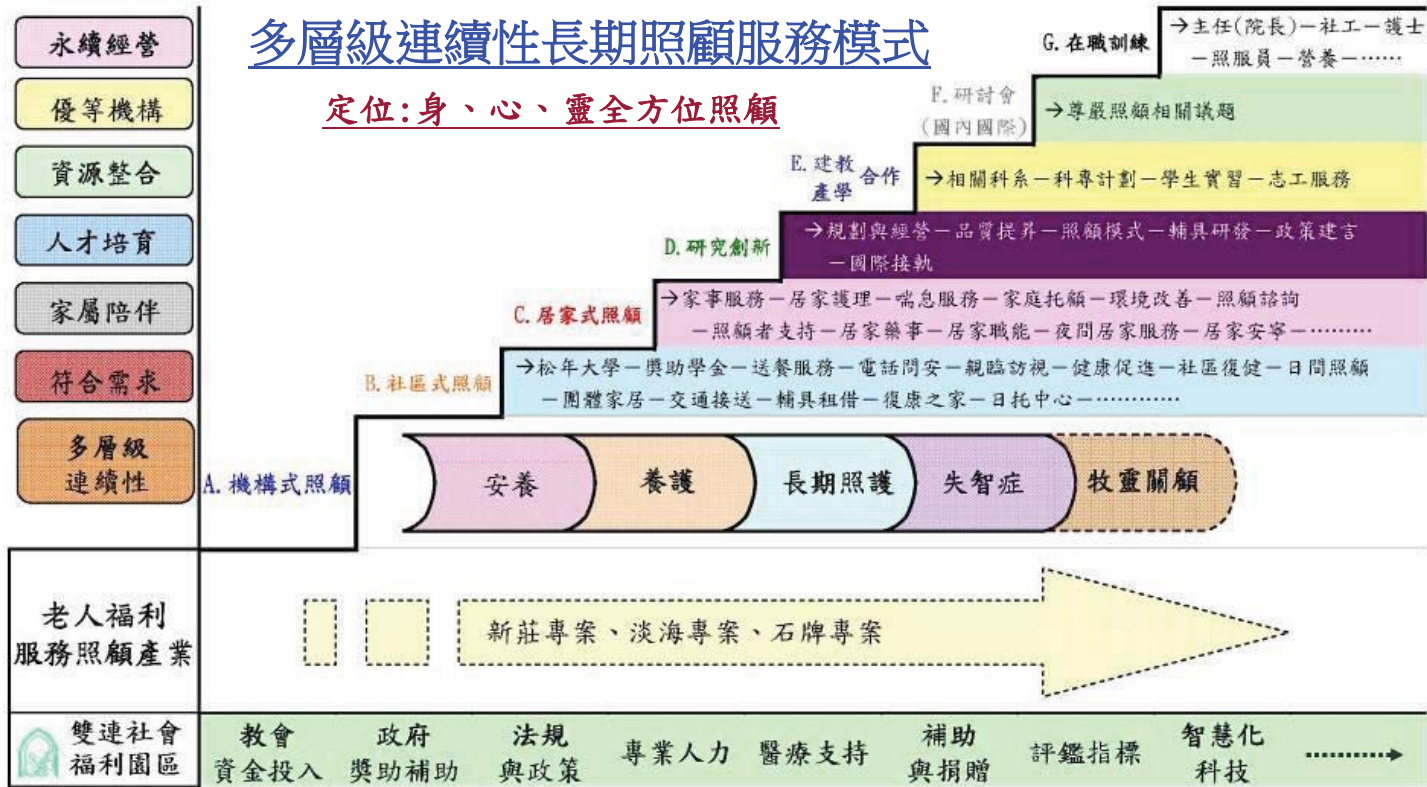 多層級連續性長期照顧服務模式
定位:身、心、靈全方位照顧
永續經營
優等機構
資源整合
人才培育
家屬陪伴
符合需求
多層級
連續性
G.在職訓練
→主任(院長)－社工－護士
－照服員－營養－……
F.研討會
(國內國際)
→尊嚴照顧相關議題
E.建教
產學
合作
→相關科系－科專計劃－學生實習－志工服務
D.研究創新
→規劃與經營－品質提昇－照顧模式－輔具研發－政策建言
－國際接軌
C.居家式照顧
→家事服務－居家護理－喘息服務－家庭托顧－環境改善－照顧諮詢
－照顧者支持－居家藥事－居家職能－夜間居家服務－居家安寧－………
B.社區式照顧
→松年大學－獎助學金－送餐服務－電話問安－親臨訪視－健康促進－社區復健－日間照顧
－團體家居－交通接送－輔具租借－復康之家－日托中心－…………
A.機構式照顧
安養
養護
長期照護
失智症
牧靈關顧
老人福利
服務照顧產業
新莊專案、淡海專案、石牌專案
雙連社會
福利園區
教會
資金投入
政府
獎助補助
法規
與政策
專業人力
醫療支持
補助
與捐贈
評鑑指標
智慧化
科技